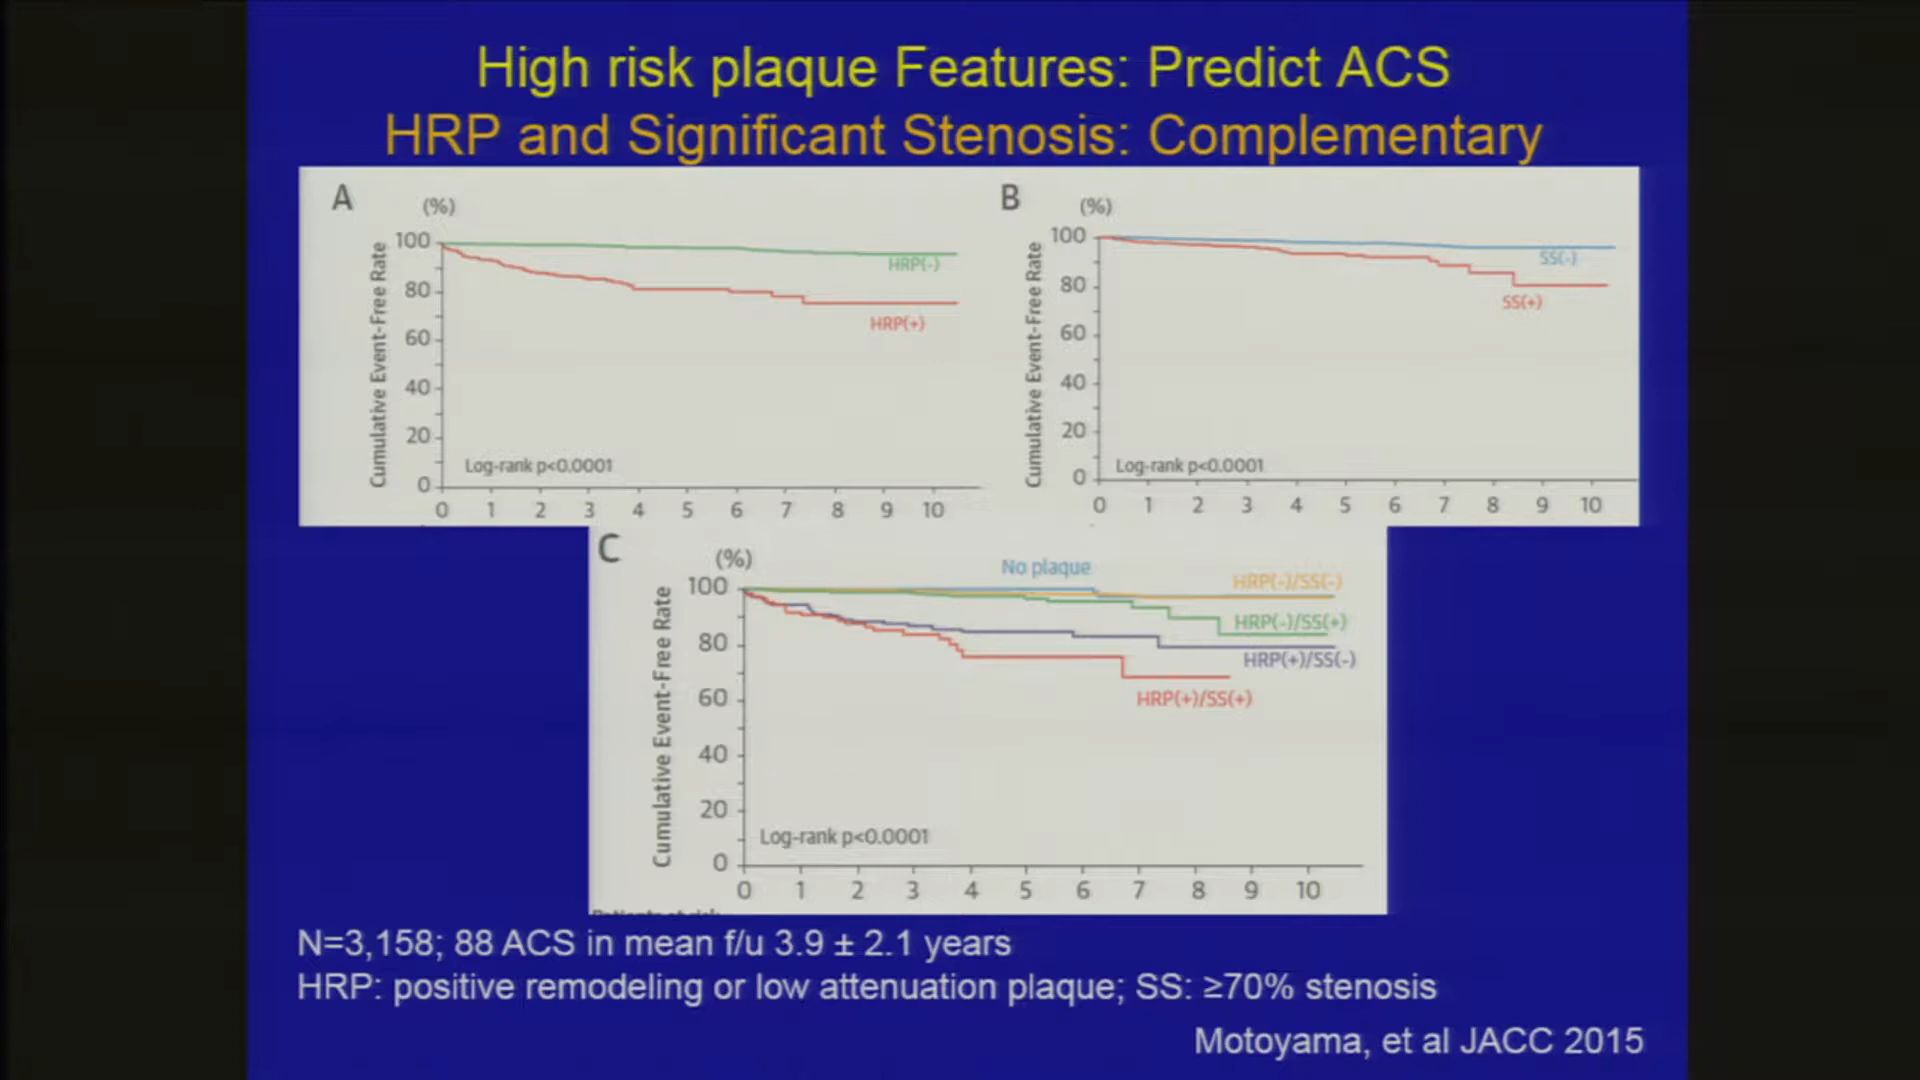 High risk plaque Features: Predict ACS
HRP and Significant Stenosis: Complementary
A
(%)
Cumulative Event-Free Rate
100
80
60
40
20
0
HRP(-)
HRP(+)
Log-rank p<0.0001
0 1 2 3 4 5 6 7 8 9 10
B
(%)
Cumulative Event-Free Rate
100
80
60
40
20
0
SS(-)
SS(+)
Log-rank p<0.0001
0 1 2 3 4 5 6 7 8 9 10
C
(%)
Cumulative Event-Free Rate
100
80
60
40
20
0
No plaque
HRP(-)/SS(-)
HRP(-)/SS(+)
HRP(+)/SS(-)
HRP(+)/SS(+)
Log-rank p<0.0001
0 1 2 3 4 5 6 7 8 9 10
N=3,158; 88 ACS in mean f/u 3.9 ± 2.1 years
HRP: positive remodeling or low attenuation plaque; SS: ≥70% stenosis
Motoyama, et al JACC 2015